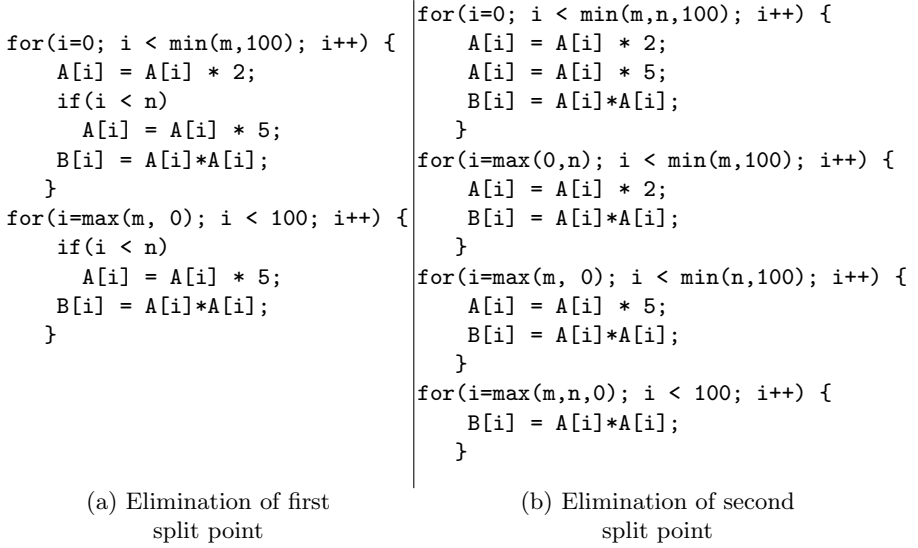 for(i=0; i < min(m,100); i++) {
A[i] = A[i] * 2;
if(i < n)
A[i] = A[i] * 5;
B[i] = A[i]*A[i];
}
for(i=max(m, 0); i < 100; i++) {
if(i < n)
A[i] = A[i] * 5;
B[i] = A[i]*A[i];
}
(a) Elimination of first
split point
for(i=0; i < min(m,n,100); i++) {
A[i] = A[i] * 2;
A[i] = A[i] * 5;
B[i] = A[i]*A[i];
}
for(i=max(0,n); i < min(m,100); i++) {
A[i] = A[i] * 2;
B[i] = A[i]*A[i];
}
for(i=max(m, 0); i < min(n,100); i++) {
A[i] = A[i] * 5;
B[i] = A[i]*A[i];
}
for(i=max(m,n,0); i < 100; i++) {
B[i] = A[i]*A[i];
}
(b) Elimination of second
split point